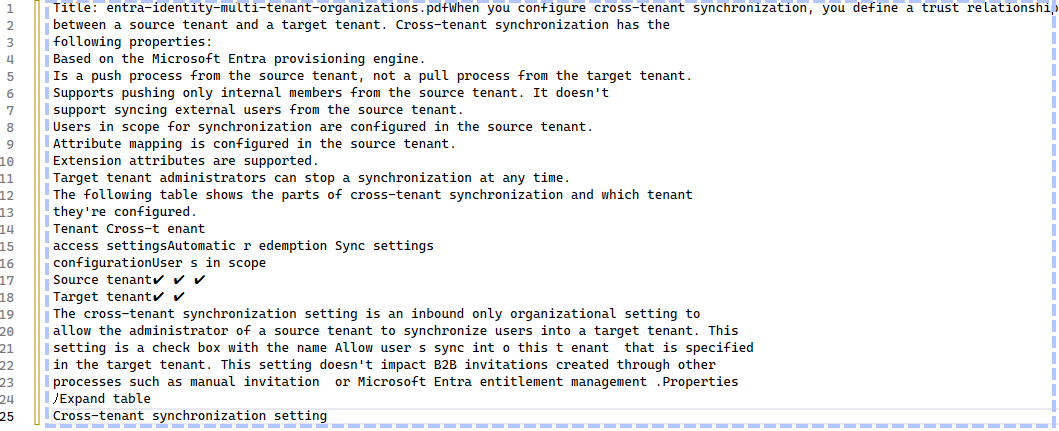 1 Title: entra-identity-multi-tenant-organizations.pdfWhen you configure cross-tenant synchronization, you define a trust relationship
2 between a source tenant and a target tenant. Cross-tenant synchronization has the
3 following properties:
4 Based on the Microsoft Entra provisioning engine.
5 Is a push process from the source tenant, not a pull process from the target tenant.
6 Supports pushing only internal members from the source tenant. It doesn't
7 support syncing external users from the source tenant.
8 Users in scope for synchronization are configured in the source tenant.
9 Attribute mapping is configured in the source tenant.
10 Extension attributes are supported.
11 Target tenant administrators can stop a synchronization at any time.
12 The following table shows the parts of cross-tenant synchronization and which tenant
13 they're configured.
14 Tenant Cross-t enant
15 access settingsAutomatic r edemption Sync settings
16 configurationUser s in scope
17 Source tenant✔ ✔ ✔
18 Target tenant✔ ✔
19 The cross-tenant synchronization setting is an inbound only organizational setting to
20 allow the administrator of a source tenant to synchronize users into a target tenant. This
21 setting is a check box with the name Allow user s sync int o this t enant  that is specified
22 in the target tenant. This setting doesn't impact B2B invitations created through other
23 processes such as manual invitation  or Microsoft Entra entitlement management .Properties
24 /Expand table
25 Cross-tenant synchronization setting